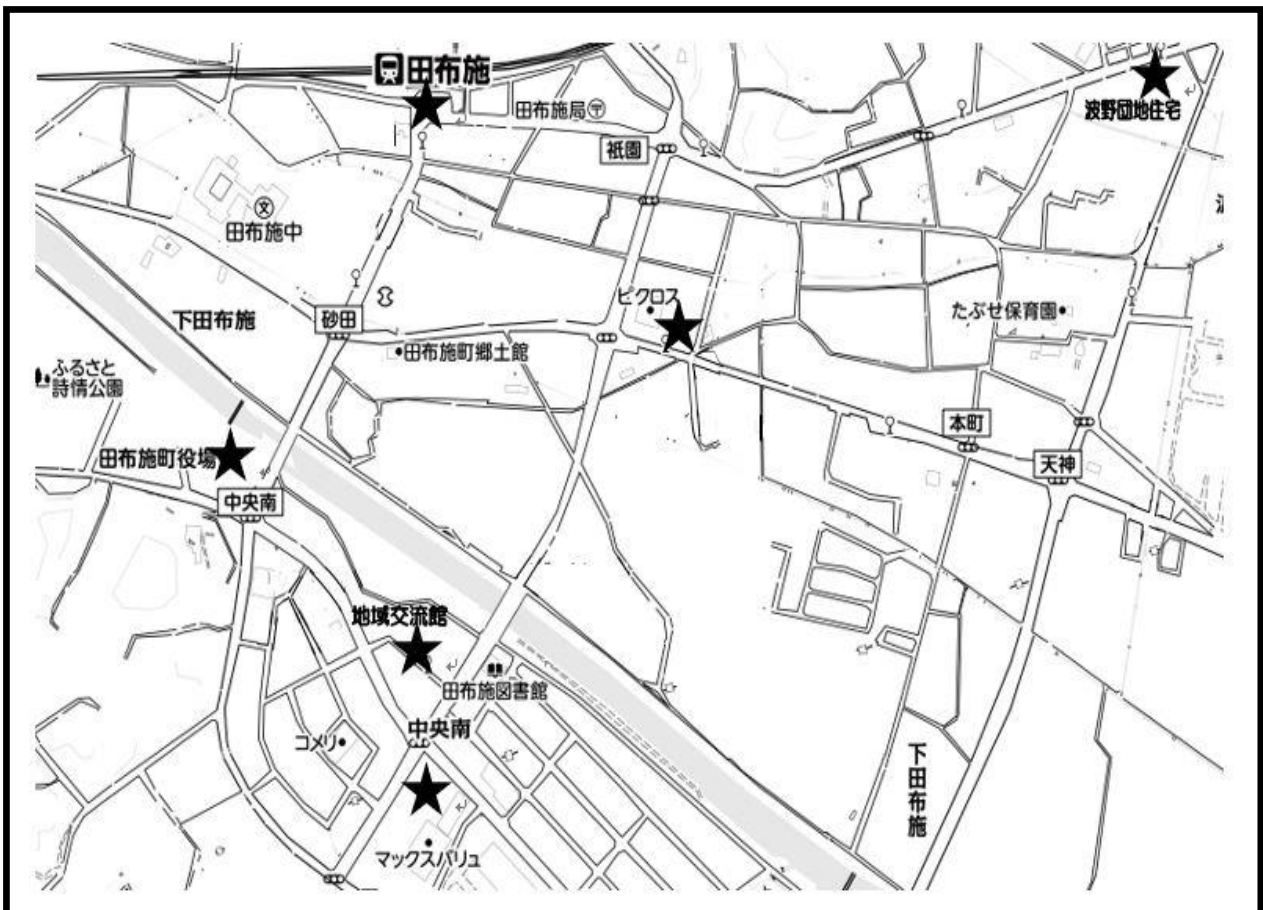 田布施
田布施局
波野団地住宅
祇園
文
田布施中
ピクロス
下田布施
砂田
たぶせ保育園
田布施町郷土館
ふるさと
詩情公園
本町
田布施町役場
天神
中央南
地域交流館
田布施図書館
中央南
コメリ
下田布施
マックスバリュ